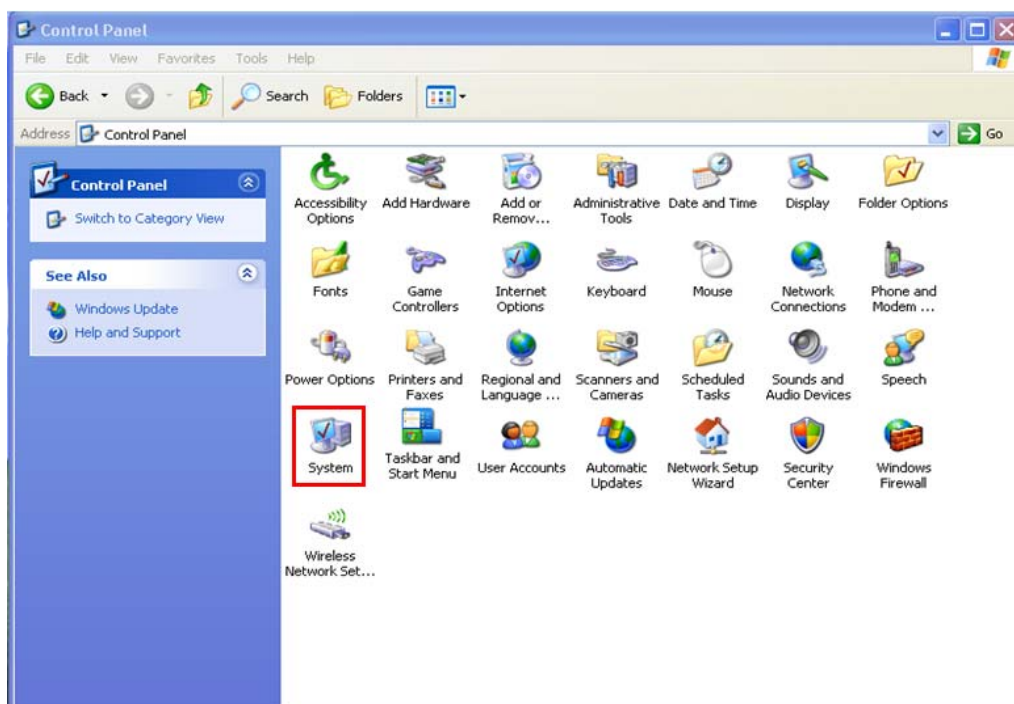 Control Panel
File Edit View Favorites Tools Help
Back Search Folders
Address Control Panel Go
Control Panel
Switch to Category View
See Also
Windows Update
Help and Support
Accessibility Options
Add Hardware
Add or Remov...
Administrative Tools
Date and Time
Display
Folder Options
Fonts
Game Controllers
Internet Options
Keyboard
Mouse
Network Connections
Phone and Modem ...
Power Options
Printers and Faxes
Regional and Language ...
Scanners and Cameras
Scheduled Tasks
Sounds and Audio Devices
Speech
System
Taskbar and Start Menu
User Accounts
Automatic Updates
Network Setup Wizard
Security Center
Windows Firewall
Wireless Network Set...